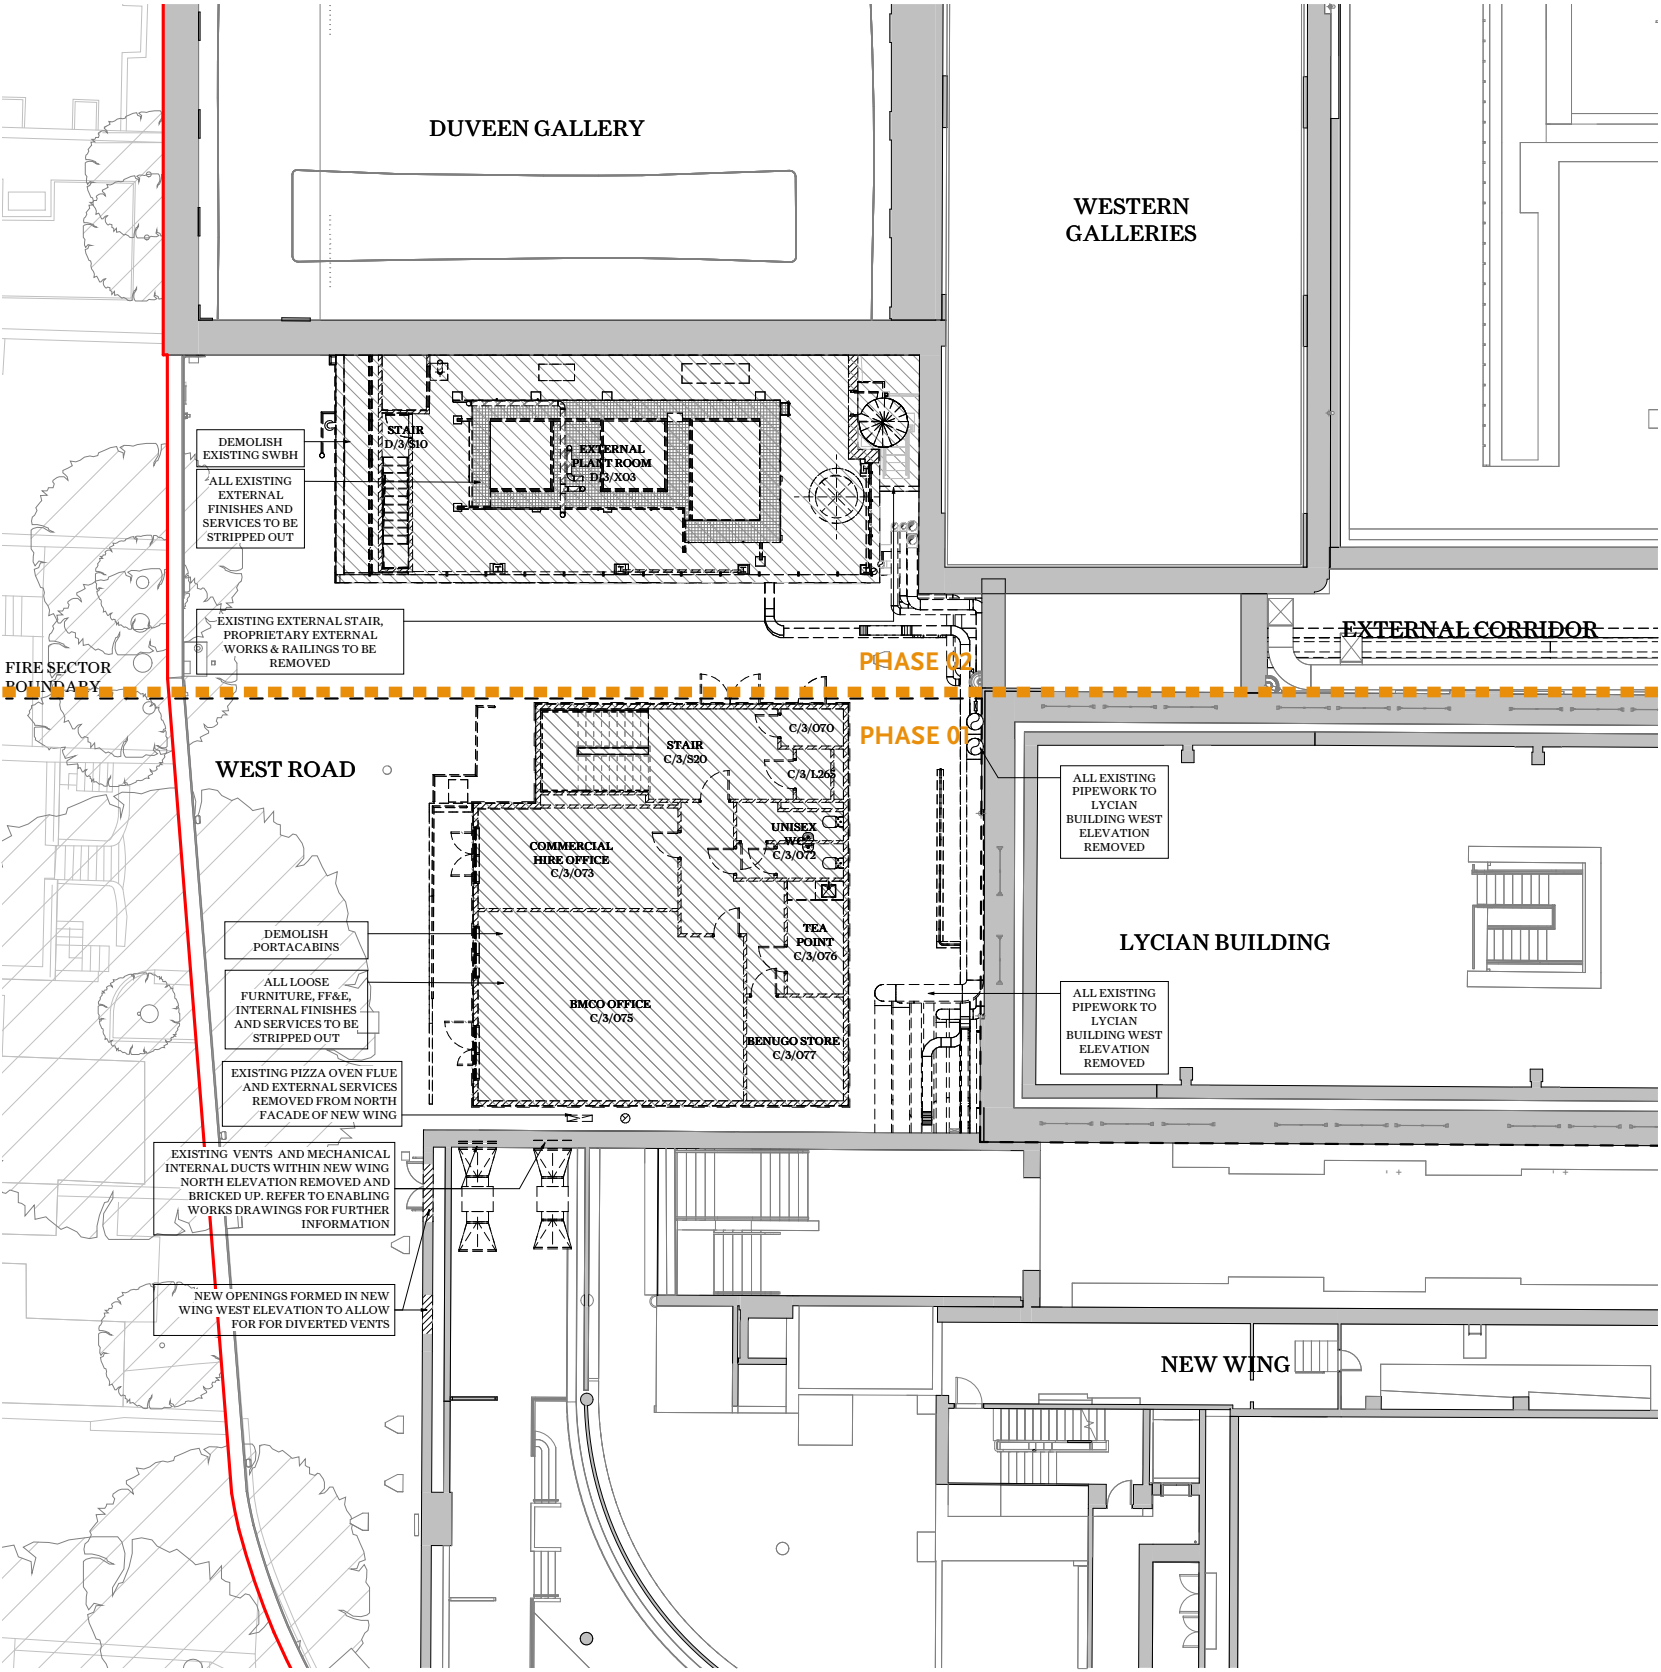 DUVEEN GALLERY
WESTERN
GALLERIES
STAIR
D/3/S10
DEMOLISH
EXISTING SWBH
EXTERNAL
PLANT ROOM
D/3/X03
ALL EXISTING
EXTERNAL
FINISHES AND
SERVICES TO BE
STRIPPED OUT
EXISTING EXTERNAL STAIR,
PROPRIETARY EXTERNAL
WORKS & RAILINGS TO BE
REMOVED
EXTERNAL CORRIDOR
FIRE SECTOR
BOUNDARY
PHASE 02
PHASE 01
WEST ROAD
STAIR
C/3/S20
C/3/070
C/3/L265
ALL EXISTING
PIPEWORK TO
LYCIAN
BUILDING WEST
ELEVATION
REMOVED
UNISEX
WC
C/3/072
COMMERCIAL
HIRE OFFICE
C/3/073
DEMOLISH
PORTACABINS
TEA
POINT
C/3/076
LYCIAN BUILDING
ALL LOOSE
FURNITURE, FF&E,
INTERNAL FINISHES
AND SERVICES TO BE
STRIPPED OUT
BMCO OFFICE
C/3/075
BENUGO STORE
C/3/077
ALL EXISTING
PIPEWORK TO
LYCIAN
BUILDING WEST
ELEVATION
REMOVED
EXISTING PIZZA OVEN FLUE
AND EXTERNAL SERVICES
REMOVED FROM NORTH
FACADE OF NEW WING
EXISTING VENTS AND MECHANICAL
INTERNAL DUCTS WITHIN NEW WING
NORTH ELEVATION REMOVED AND
BRICKED UP. REFER TO ENABLING
WORKS DRAWINGS FOR FURTHER
INFORMATION
NEW OPENINGS FORMED IN NEW
WING WEST ELEVATION TO ALLOW
FOR FOR DIVERTED VENTS
NEW WING